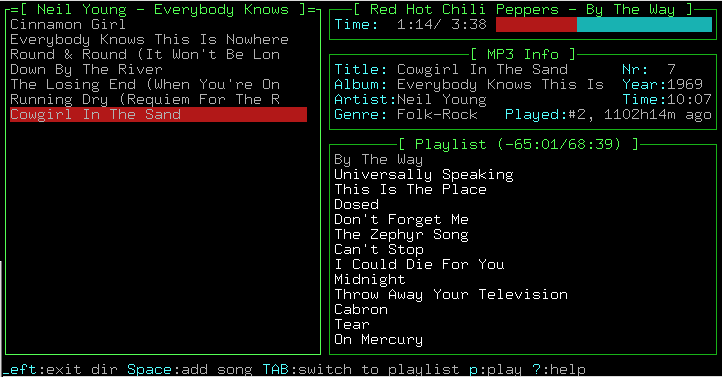 =[ Neil Young - Everybody Knows ]=
Cinnamon Girl
Everybody Knows This Is Nowhere
Round & Round (It Won't Be Lon
Down By The River
The Losing End (When You're On
Running Dry (Requiem For The R
Cowgirl In The Sand
[ Red Hot Chili Peppers - By The Way ]
Time: 1:14/ 3:38
[ MP3 Info ]
Title: Cowgirl In The Sand Nr: 7
Album: Everybody Knows This Is Year:1969
Artist:Neil Young Time:10:07
Genre: Folk-Rock Played:#2, 1102h14m ago
[ Playlist (-65:01/68:39) ]
By The Way
Universally Speaking
This Is The Place
Dosed
Don't Forget Me
The Zephyr Song
Can't Stop
I Could Die For You
Midnight
Throw Away Your Television
Cabron
Tear
On Mercury
_eft:exit dir Space:add song TAB:switch to playlist p:play ?:help